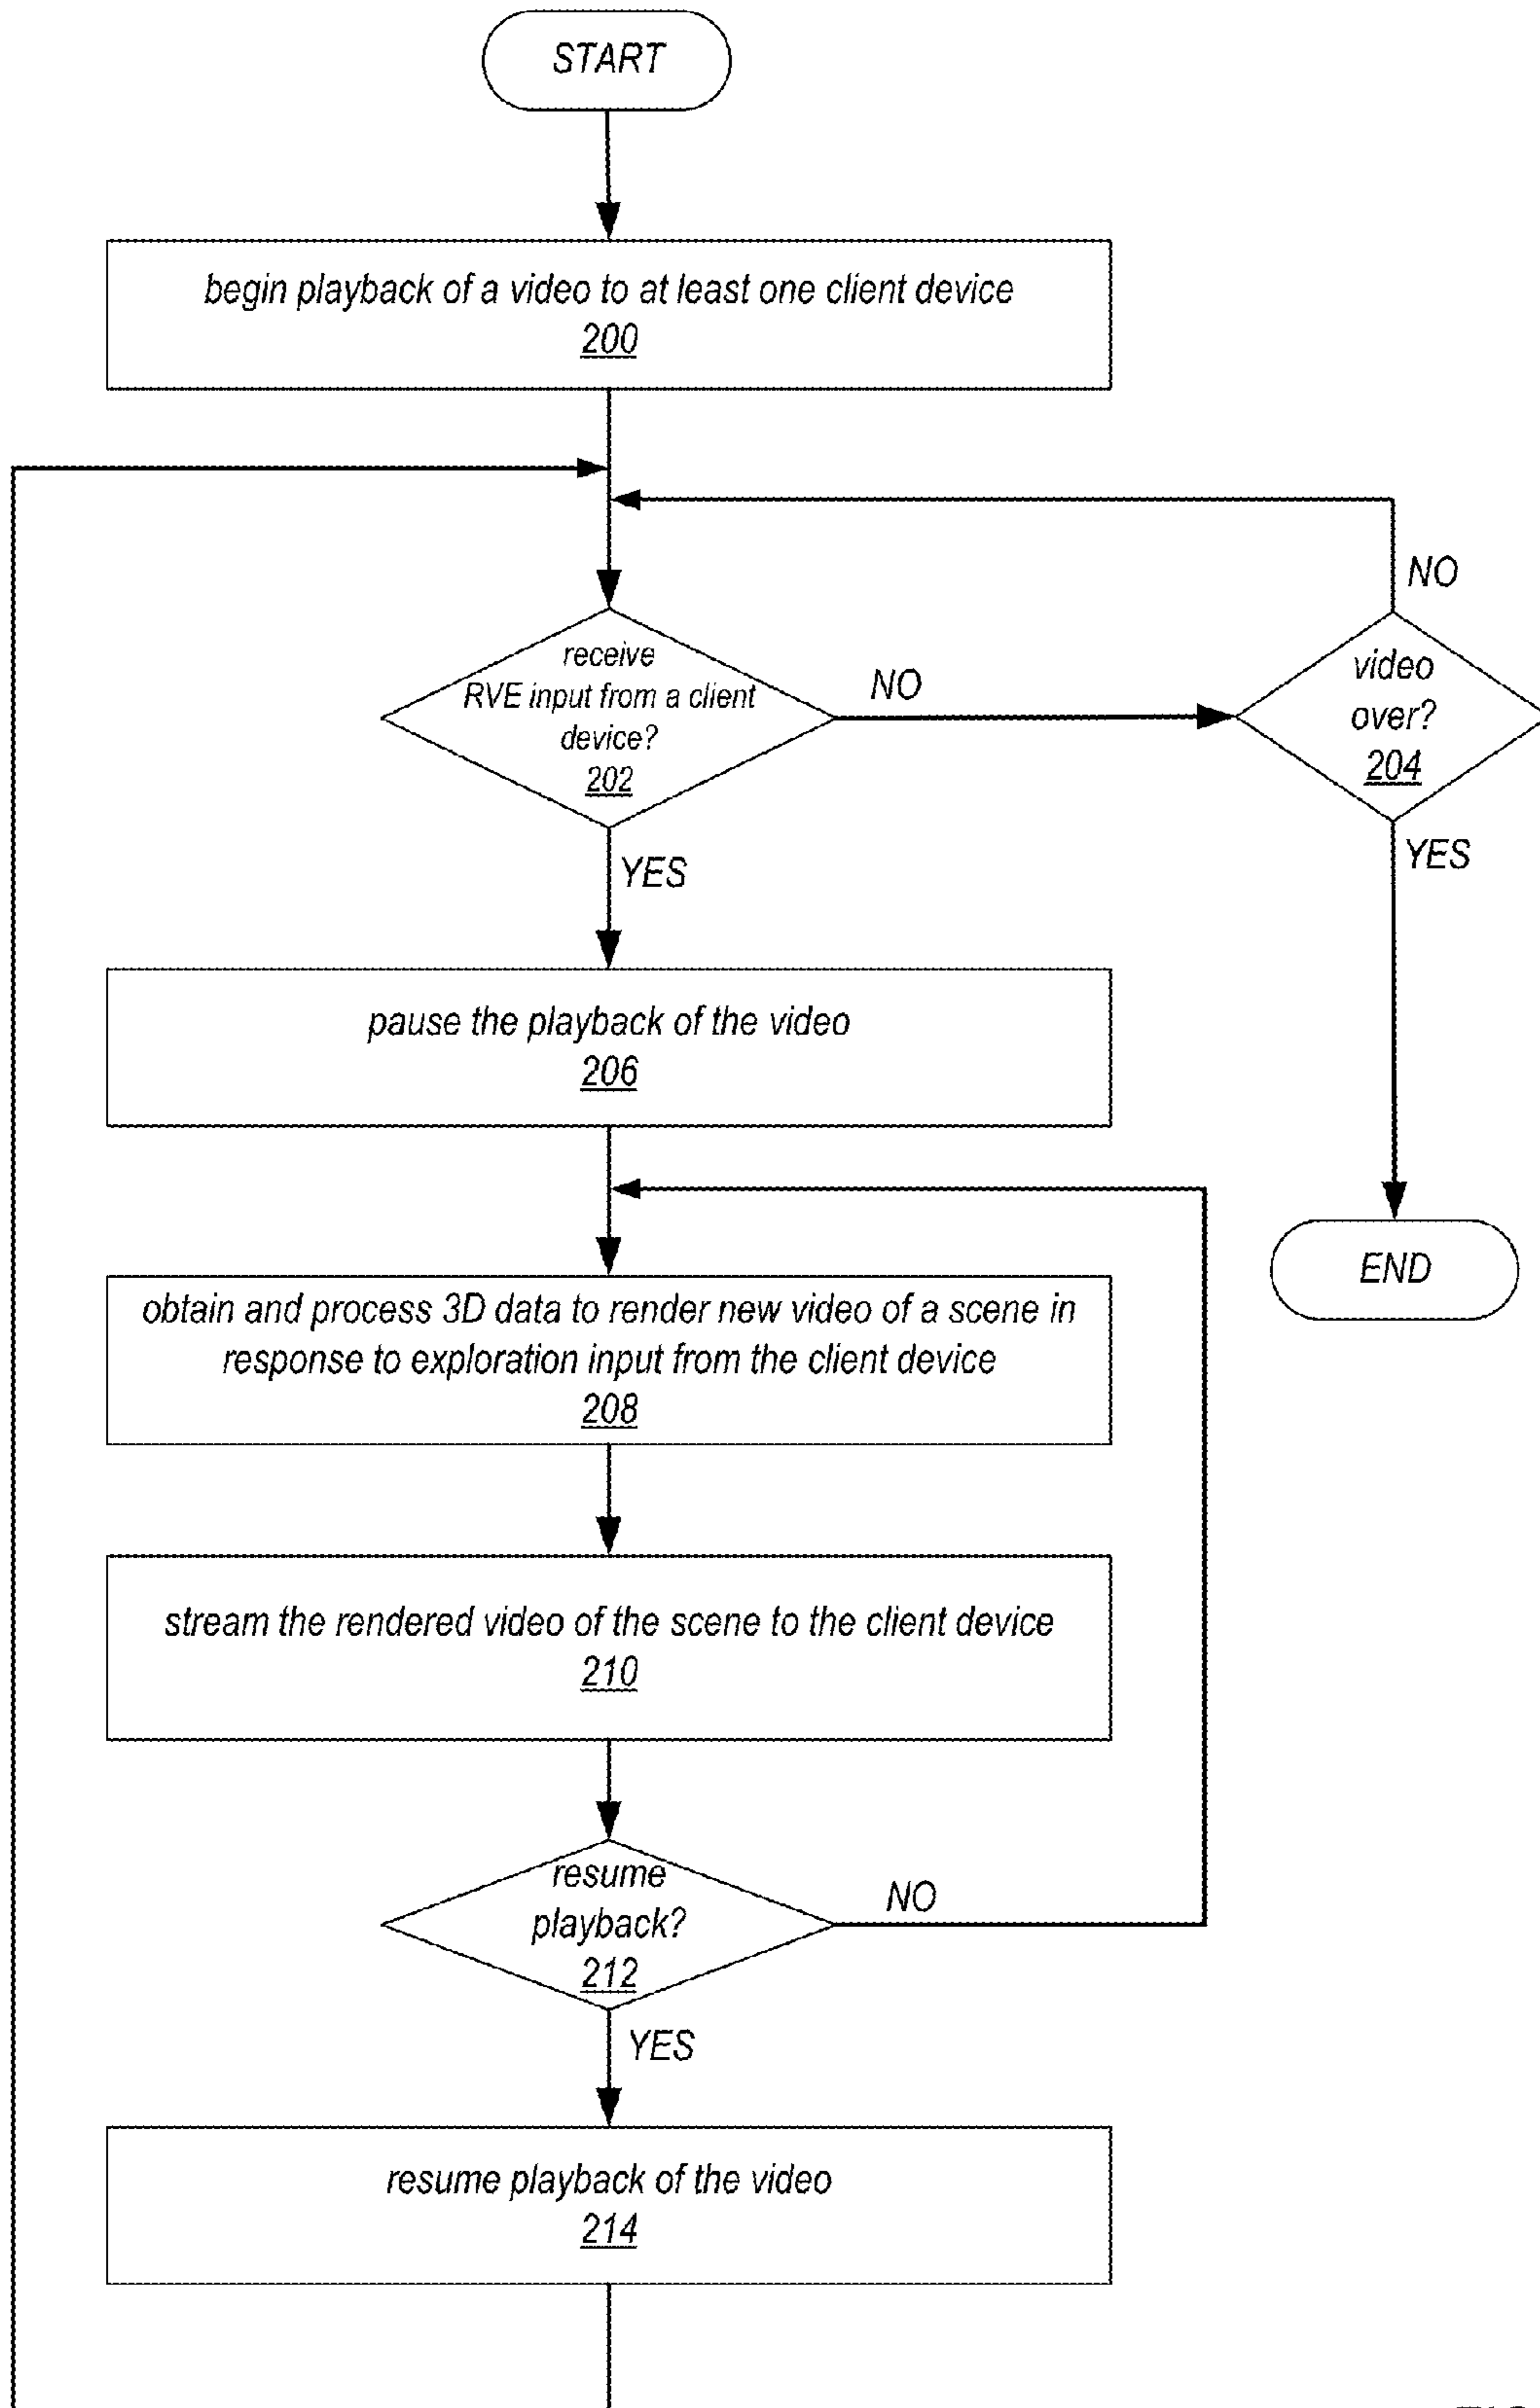 START
begin playback of a video to at least one client device
200
NO
receive
RVE input from a client
device?
202
NO
video
over?
204
YES
YES
pause the playback of the video
206
END
obtain and process 3D data to render new video of a scene in
response to exploration input from the client device
208
stream the rendered video of the scene to the client device
210
resume
playback?
212
NO
YES
resume playback of the video
214